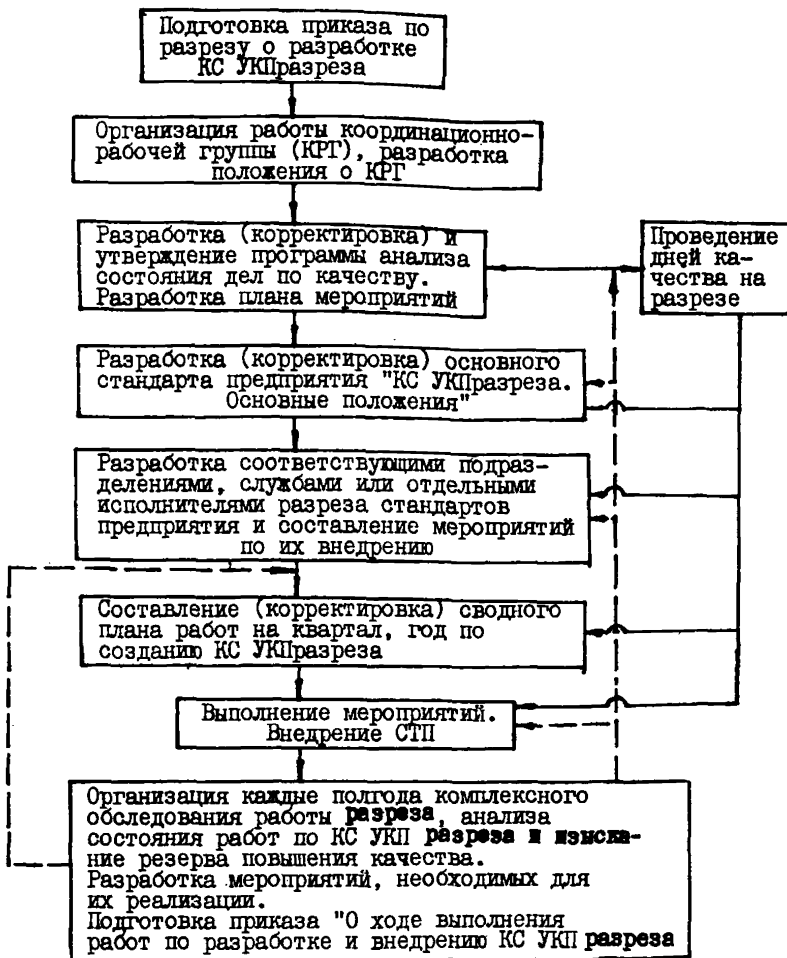 Подготовка приказа по
разрезу о разработке
КС УКПразреза
Организация работы координационно-
рабочей группы (КРГ), разработка
положения о КРГ
Разработка (корректировка) и
утверждение программы анализа
состояния дел по качеству.
Разработка плана мероприятий
Проведение
дней ка-
чества на
разрезе
Разработка (корректировка) основного
стандарта предприятия "КС УКПразреза.
Основные положения"
Разработка соответствующими подраз-
делениями, службами или отдельными
исполнителями разреза стандартов
предприятия и составление мероприятий
по их внедрению
Составление (корректировка) сводного
плана работ на квартал, год по
созданию КС УКПразреза
Выполнение мероприятий.
Внедрение СТП
Организация каждые полгода комплексного
обследования работы разреза, анализа
состояния работ по КС УКП разреза и изыска-
ние резерва повышения качества.
Разработка мероприятий, необходимых для
их реализации.
Подготовка приказа "О ходе выполнения
работ по разработке и внедрению КС УКП разреза